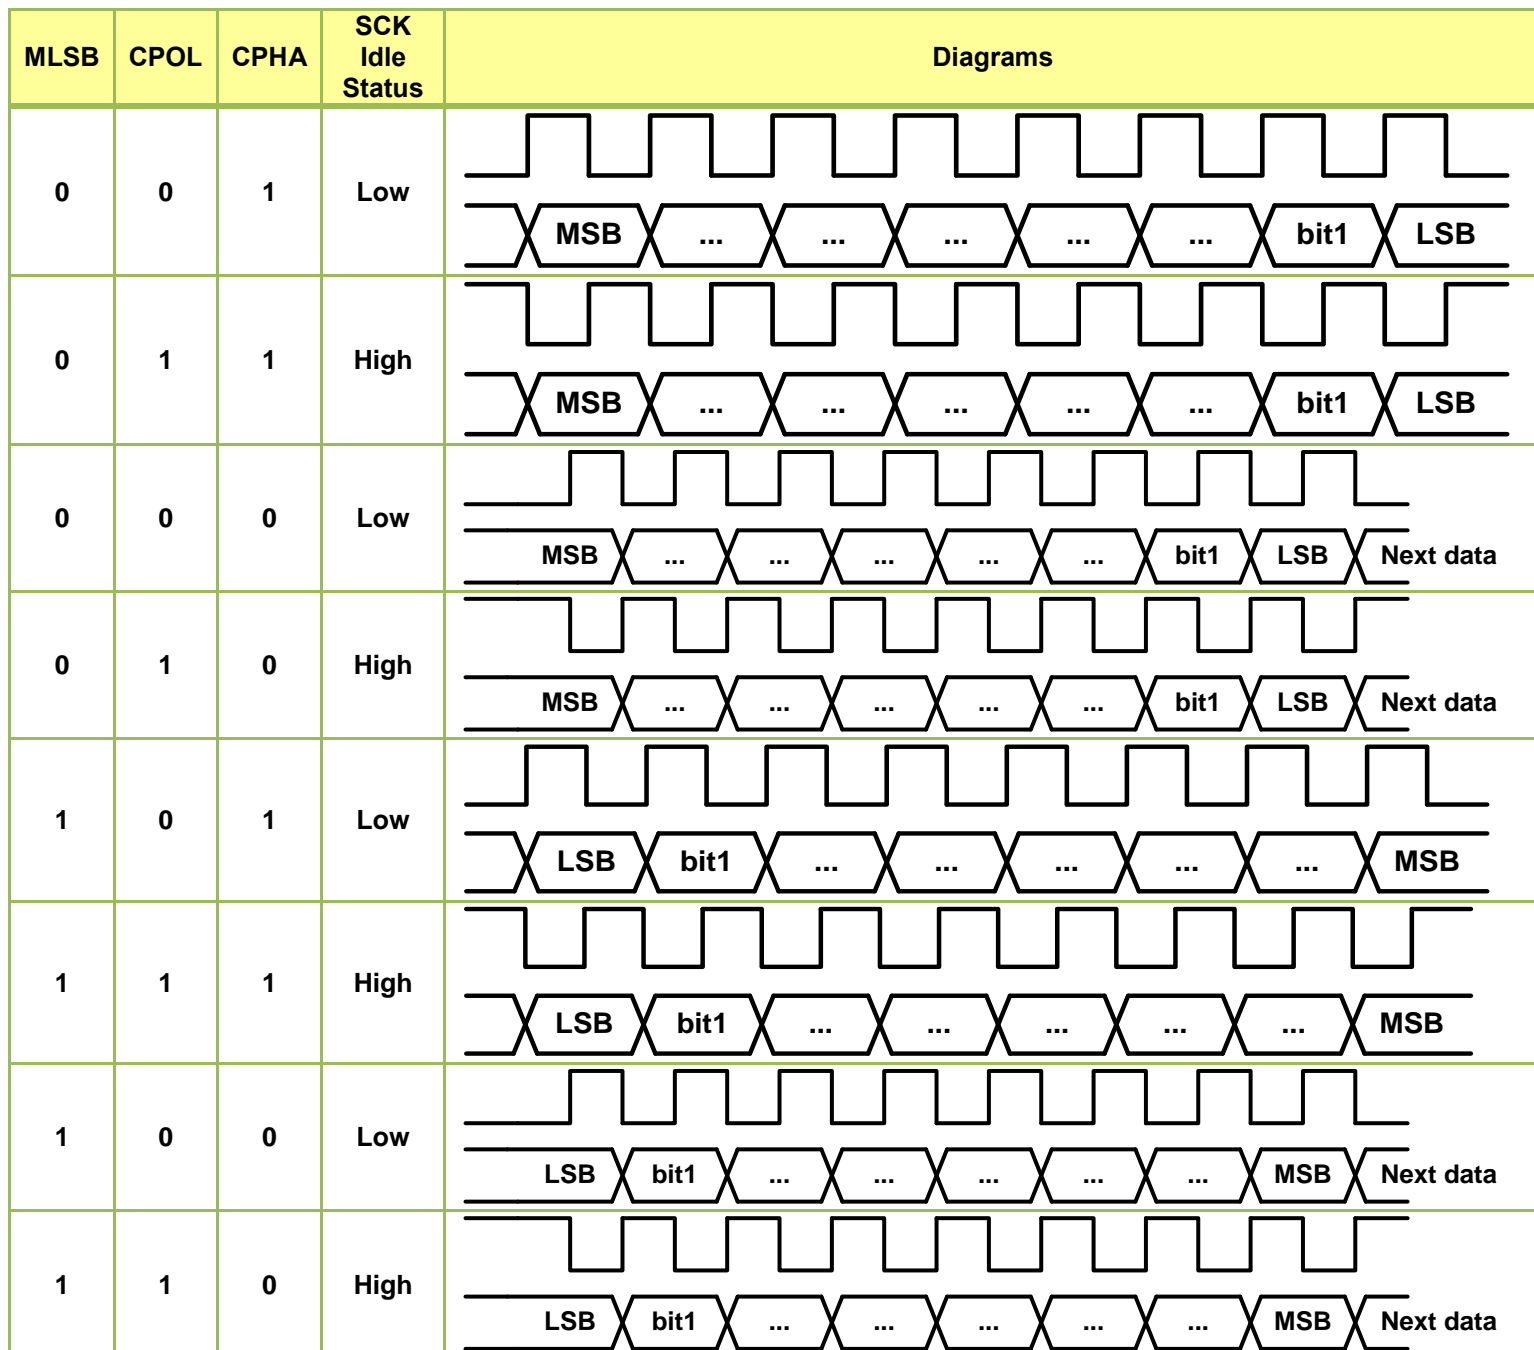 MLSB CPOL CPHA SCK Idle Status Diagrams
0 0 1 Low
MSB ... ... ... ... ... bit1 LSB
0 1 1 High
MSB ... ... ... ... ... bit1 LSB
0 0 0 Low
MSB ... ... ... ... ... bit1 LSB Next data
0 1 0 High
MSB ... ... ... ... ... bit1 LSB Next data
1 0 1 Low
LSB bit1 ... ... ... ... ... MSB
1 1 1 High
LSB bit1 ... ... ... ... ... MSB
1 0 0 Low
LSB bit1 ... ... ... ... ... MSB Next data
1 1 0 High
LSB bit1 ... ... ... ... ... MSB Next data